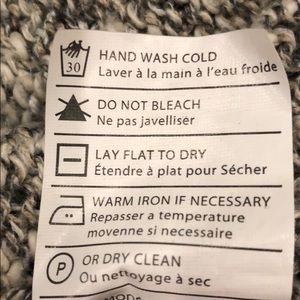 30
HAND WASH COLD
Laver à la main à l'eau froide
DO NOT BLEACH
Ne pas javelliser
LAY FLAT TO DRY
Étendre à plat pour Sécher
WARM IRON IF NECESSARY
Repasser a temperature
movenne si necessaire
P
OR DRY CLEAN
Ou nettoyage à sec